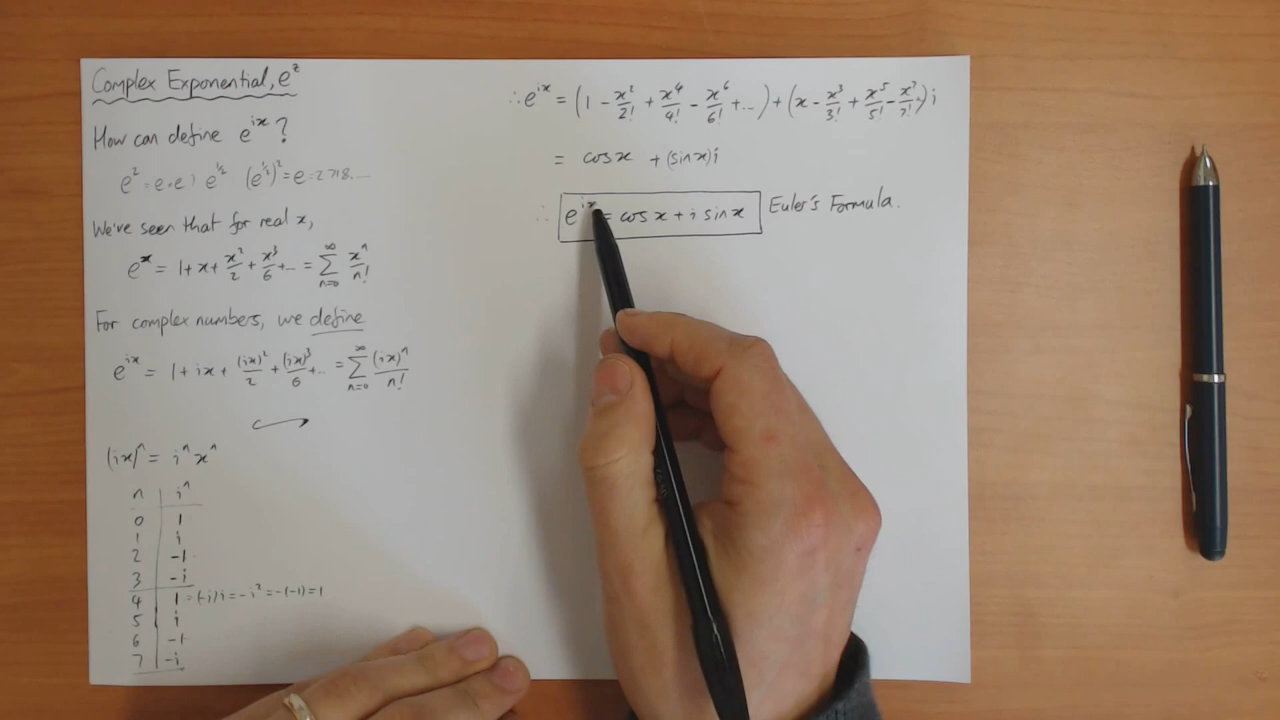 Complex Exponential, e^z
How can define e^{ix}?
e^2 = e·e, e^{1/2} (e^{1/2})^2 = e = 2.718...
We've seen that for real x,
e^x = 1 + x + x^2/2 + x^3/6 + ... = ∑_{n=0}^{∞} x^n/n!
For complex numbers, we define
e^{ix} = 1 + ix + (ix)^2/2 + (ix)^3/6 + ... = ∑_{n=0}^{∞} (ix)^n/n!
(ix)^n = i^n x^n
n i^n
0 1
1 i
2 -1
3 -i
4 1 = (-i)i = -i^2 = -(-1) = 1
5 i
6 -1
7 -i
∴ e^{ix} = (1 - x^2/2! + x^4/4! - x^6/6! + ...) + (x - x^3/3! + x^5/5! - x^7/7! ..)i
= cos x + (sin x)i
∴ e^{ix} = cos x + i sin x Euler's Formula.